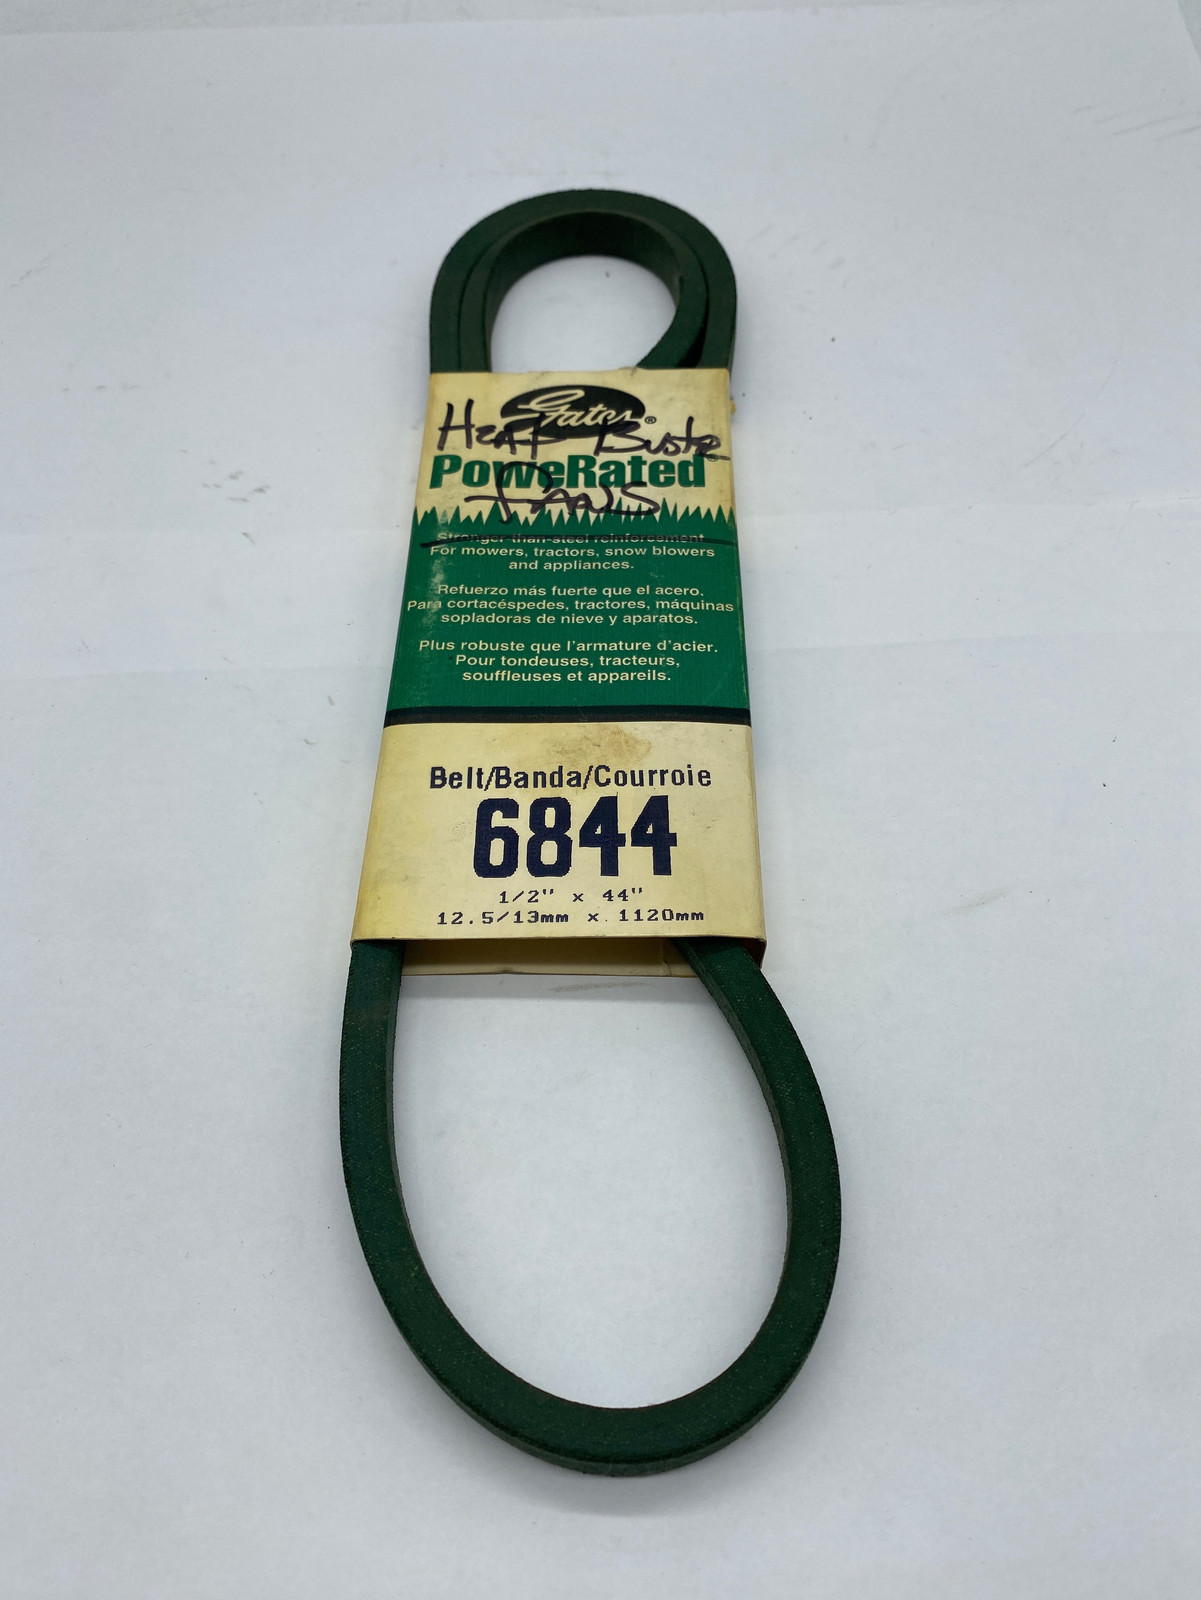 Gates®
HEAT Buster
PoweRated®
FANS
Stronger-than-steel reinforcement
For mowers, tractors, snow blowers
and appliances.
Refuerzo más fuerte que el acero.
Para cortacéspedes, tractores, máquinas
sopladoras de nieve y aparatos.
Plus robuste que l'armature d'acier.
Pour tondeuses, tracteurs,
souffleuses et appareils.
Belt/Banda/Courroie
6844
1/2" x 44"
12.5/13mm x 1120mm